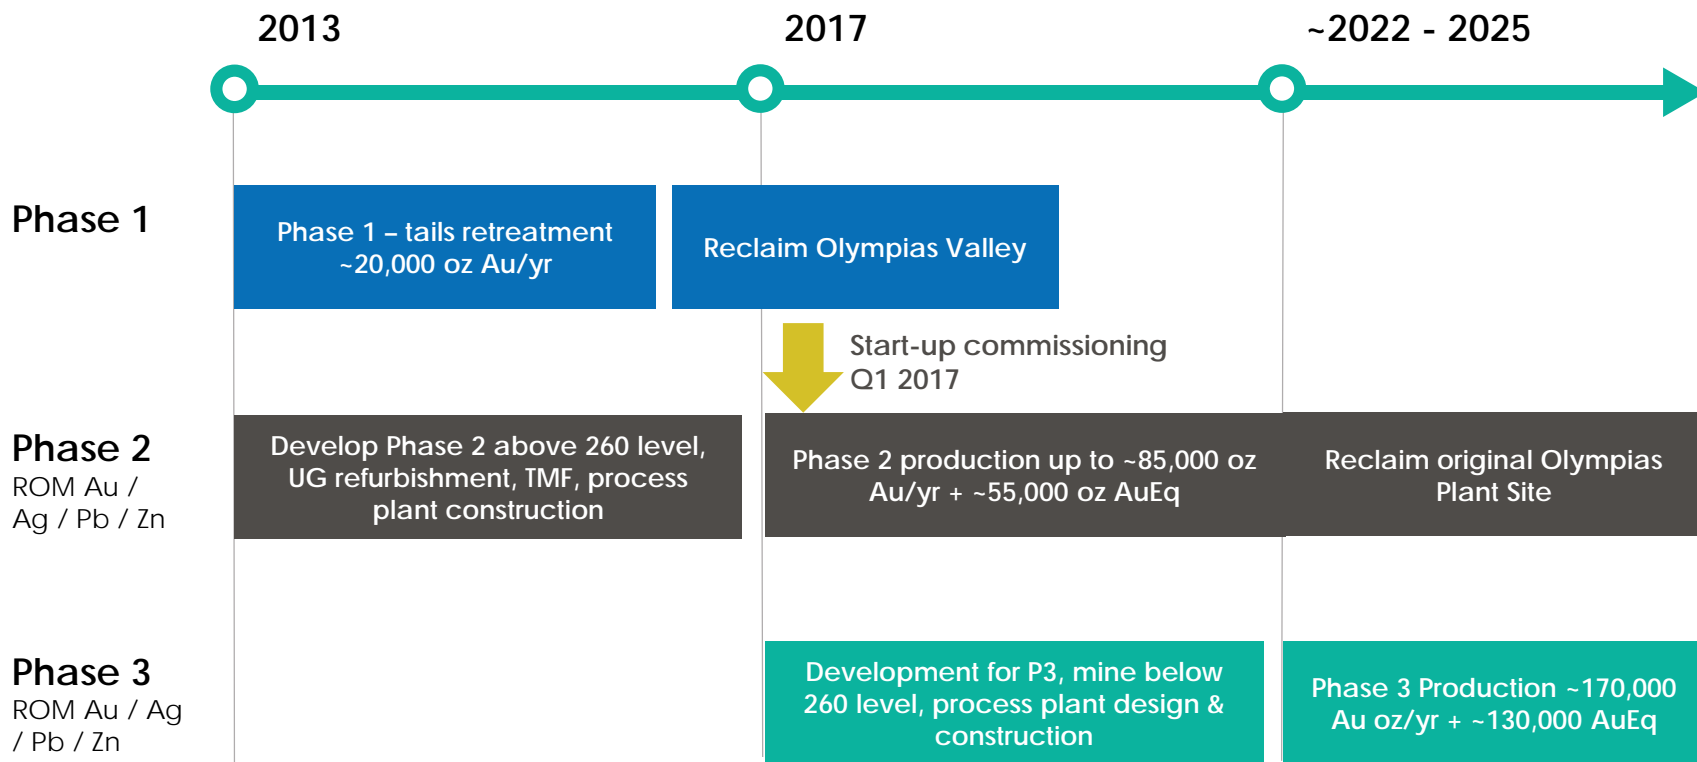 2013
2017
~2022 - 2025
Phase 1
Phase 1 – tails retreatment
~20,000 oz Au/yr
Reclaim Olympias Valley
Start-up commissioning
Q1 2017
Phase 2
ROM Au /
Ag / Pb / Zn
Develop Phase 2 above 260 level,
UG refurbishment, TMF, process
plant construction
Phase 2 production up to ~85,000 oz
Au/yr + ~55,000 oz AuEq
Reclaim original Olympias
Plant Site
Phase 3
ROM Au / Ag
/ Pb / Zn
Development for P3, mine below
260 level, process plant design &
construction
Phase 3 Production ~170,000
Au oz/yr + ~130,000 AuEq